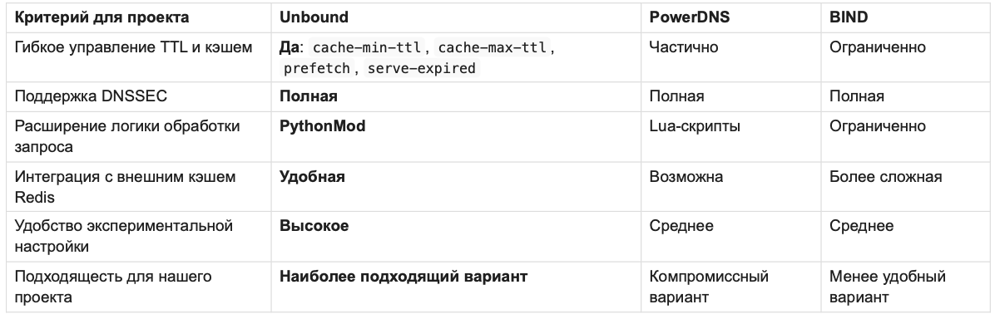 Критерий для проекта Unbound PowerDNS BIND
Гибкое управление TTL и кэшем Да: cache-min-ttl, cache-max-ttl, Частично Ограниченно
prefetch, serve-expired
Поддержка DNSSEC Полная Полная Полная
Расширение логики обработки PythonMod Lua-скрипты Ограниченно
запроса
Интеграция с внешним кэшем Удобная Возможна Более сложная
Redis
Удобство экспериментальной Высокое Среднее Среднее
настройки
Подходящесть для нашего Наиболее подходящий вариант Компромиссный Менее удобный
проекта вариант вариант